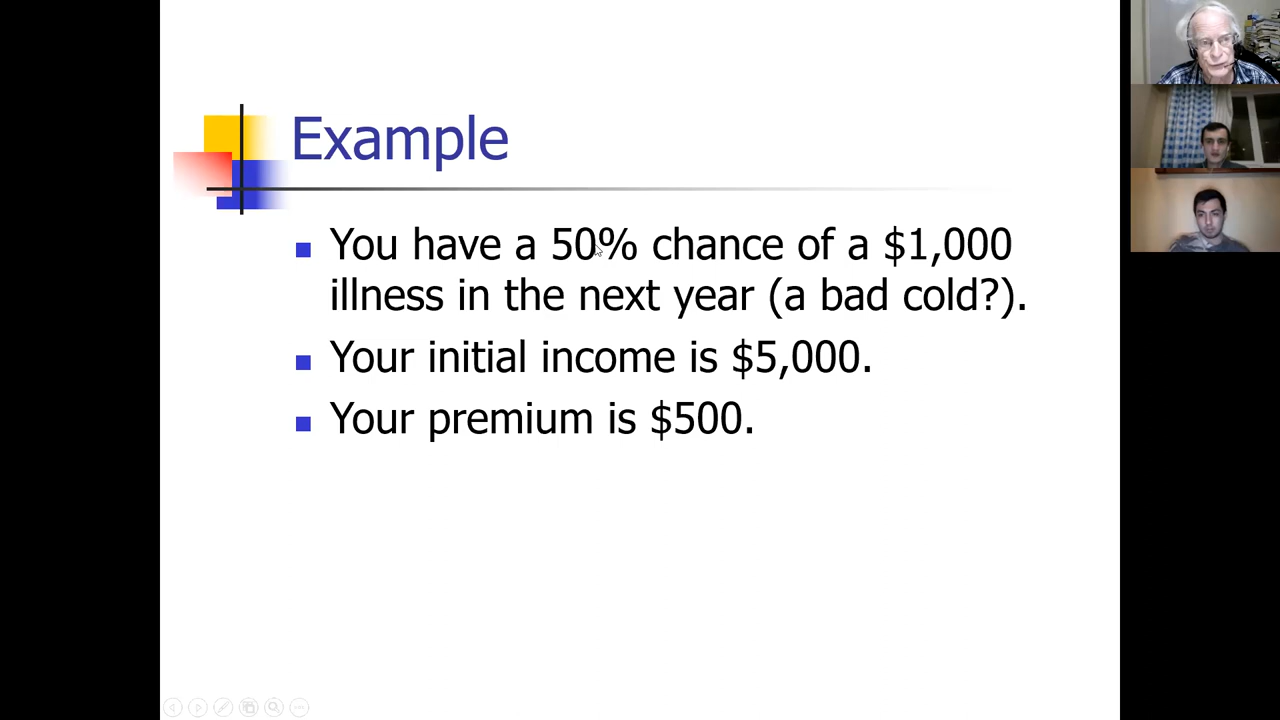 Example
You have a 50% chance of a $1,000
illness in the next year (a bad cold?).
Your initial income is $5,000.
Your premium is $500.